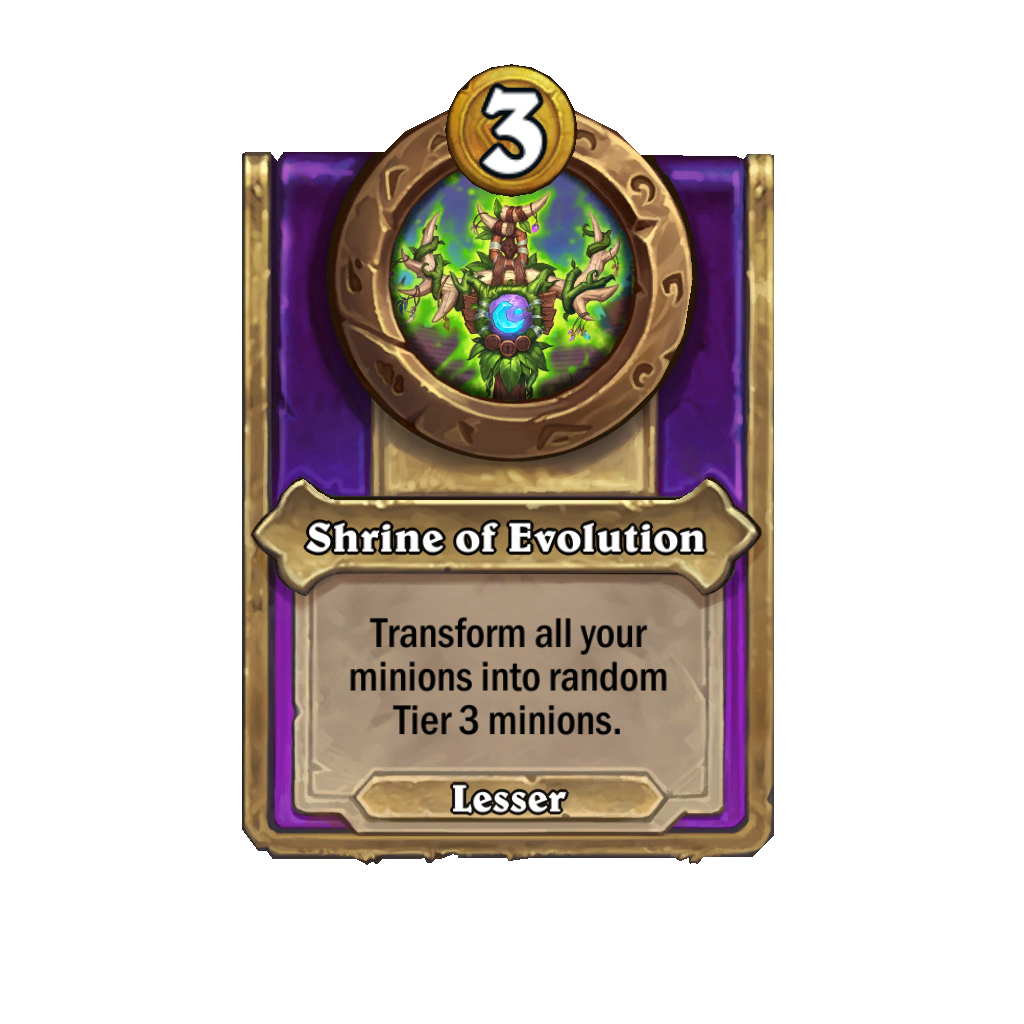 3
Shrine of Evolution
Transform all your
minions into random
Tier 3 minions.
Lesser